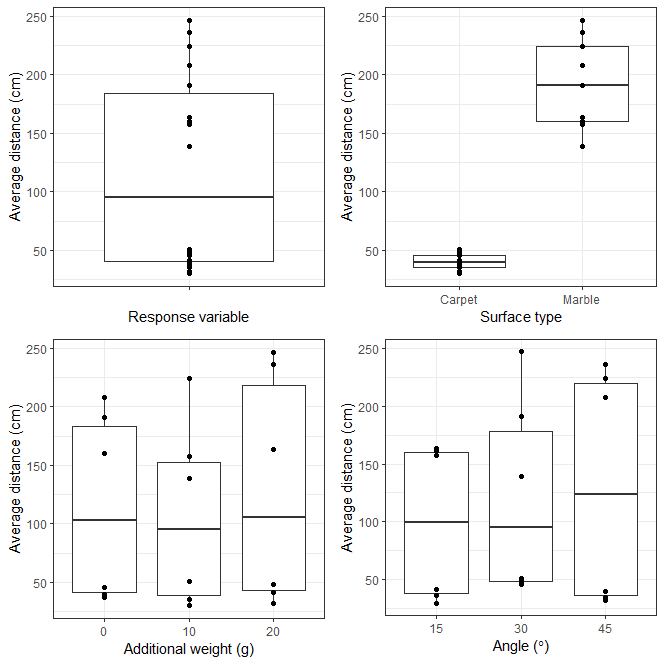 Average distance (cm)
250
200
150
100
50
Response variable
Average distance (cm)
250
200
150
100
50
Carpet Marble
Surface type
Average distance (cm)
250
200
150
100
50
0 10 20
Additional weight (g)
Average distance (cm)
250
200
150
100
50
15 30 45
Angle (°)